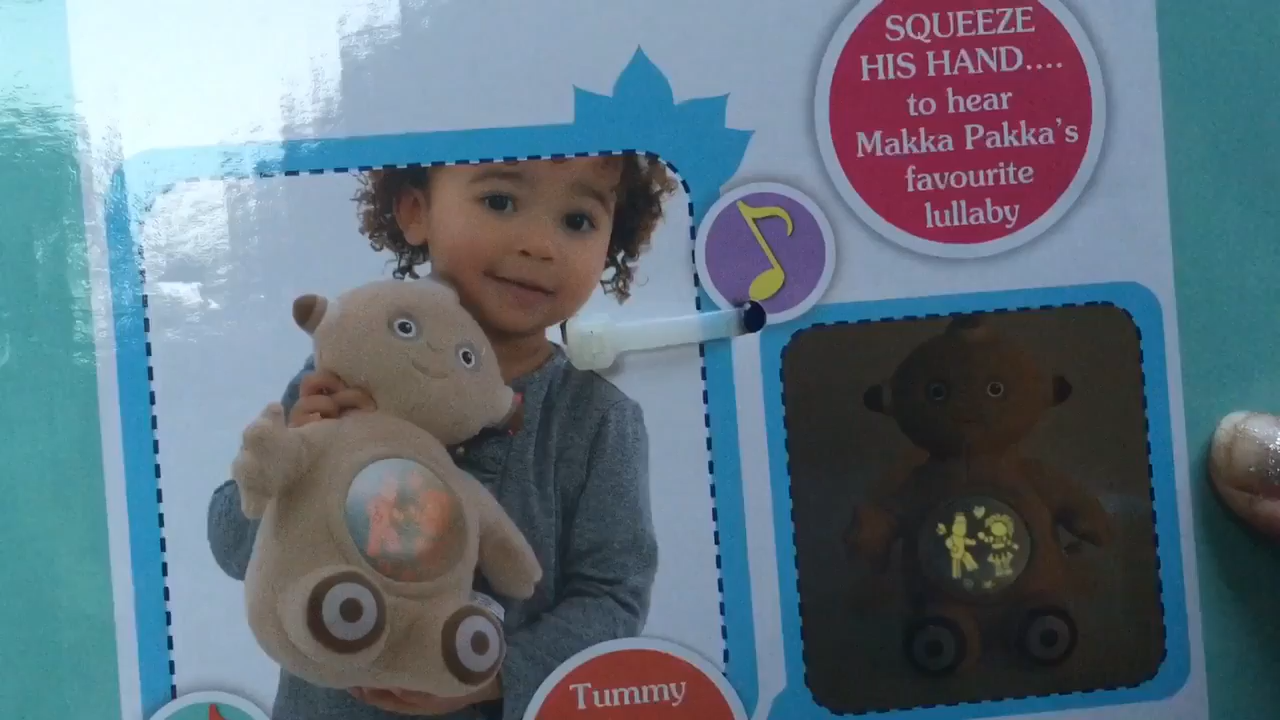 SQUEEZE
HIS HAND....
to hear
Makka Pakka's
favourite
lullaby
Tummy